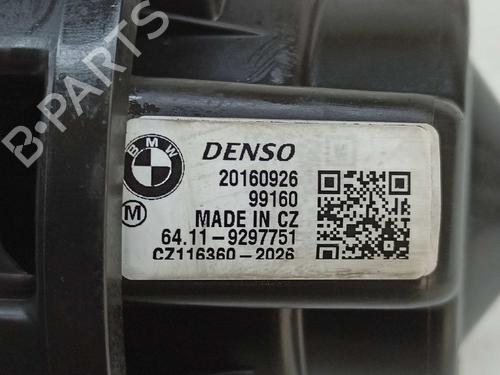 B-PARTS
BMW
DENSO
20160926
99160
M
MADE IN CZ
64.11-9297751
CZ116360-2026